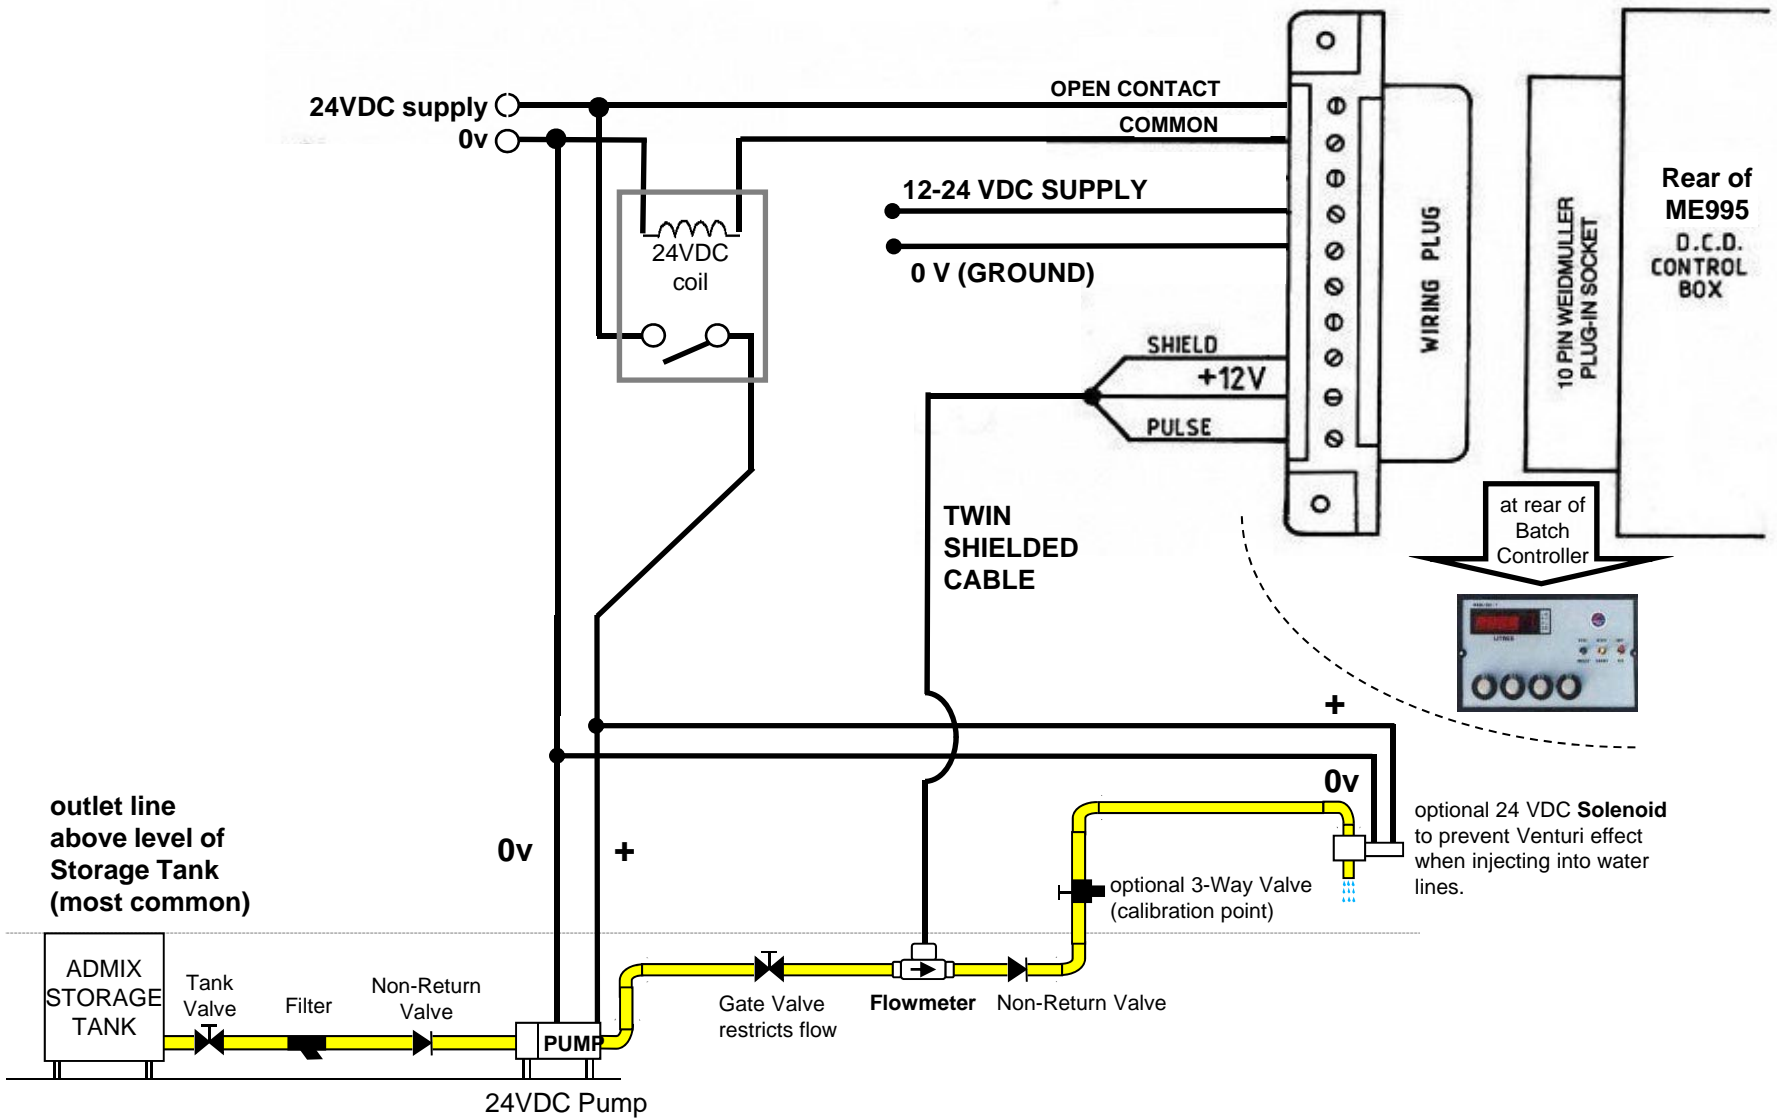 24VDC supply
0v
OPEN CONTACT
COMMON
12-24 VDC SUPPLY
0 V (GROUND)
24VDC
coil
SHIELD
+12V
PULSE
WIRING PLUG
10 PIN WEIDMULLER
PLUG-IN SOCKET
Rear of
ME995
D.C.D.
CONTROL
BOX
at rear of
Batch
Controller
LITRES
TWIN
SHIELDED
CABLE
+
0v
outlet line
above level of
Storage Tank
(most common)
0v
+
optional 24 VDC Solenoid
to prevent Venturi effect
when injecting into water
lines.
optional 3-Way Valve
(calibration point)
ADMIX
STORAGE
TANK
Tank
Valve
Filter
Non-Return
Valve
PUMP
24VDC Pump
Gate Valve
restricts flow
Flowmeter
Non-Return Valve